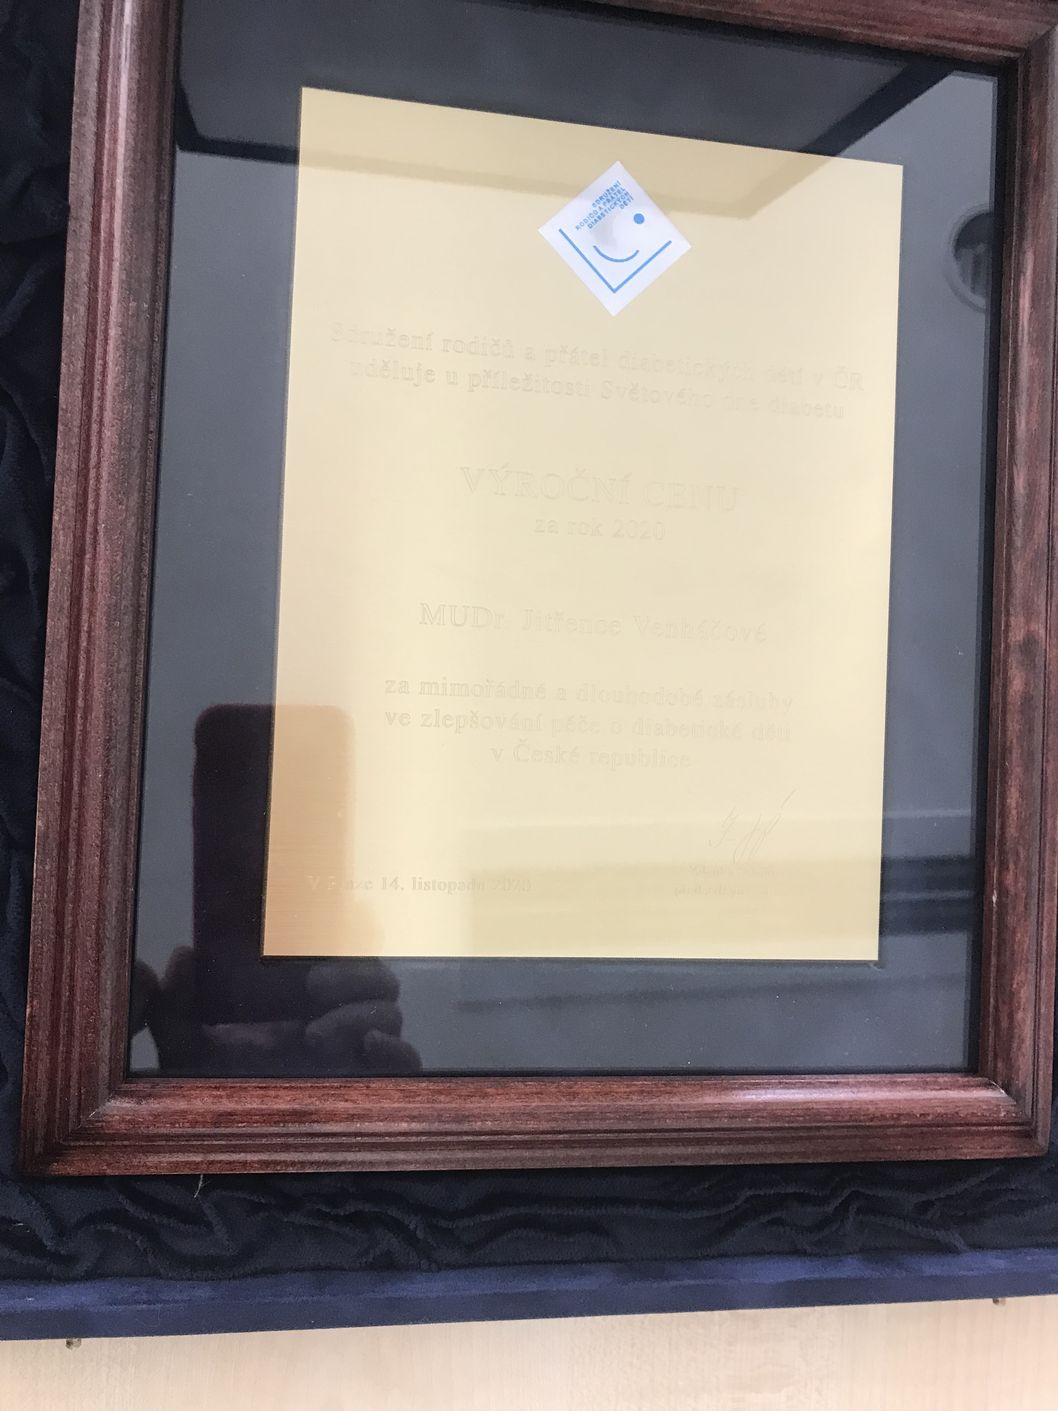 SDRUŽENÍ
RODIČŮ A PŘÁTEL
DIABETICKÝCH
DĚTÍ
Sdružení rodičů a přátel diabetických dětí v ČR
uděluje u příležitosti Světového dne diabetu
VÝROČNÍ CENU
za rok 2020
MUDr. Jitřence Venháčové
za mimořádné a dlouhodobé zásluhy
ve zlepšování péče o diabetické děti
v České republice
V Praze 14. listopadu 2020